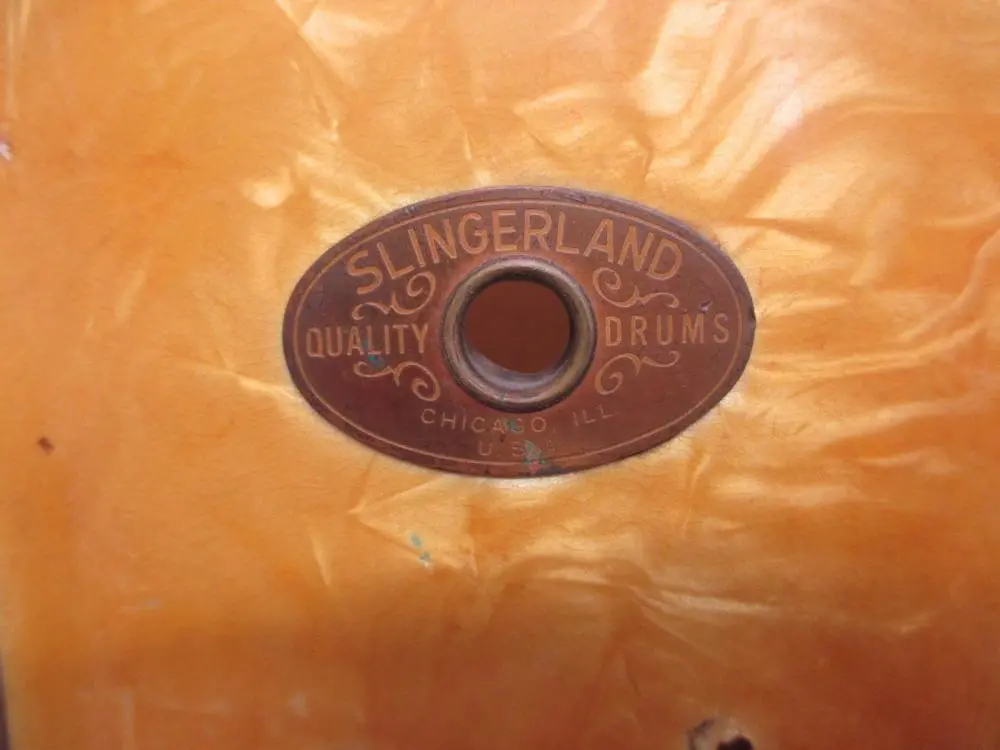 SLINGERLAND
QUALITY DRUMS
CHICAGO, ILL.
U.S.A.